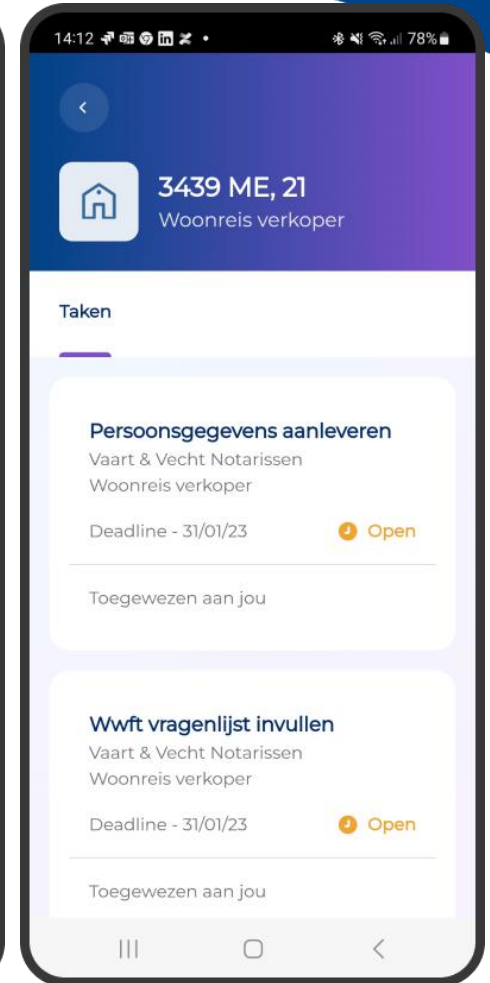 14:12
78%
3439 ME, 21
Woonreis verkoper
Taken
Persoonsgegevens aanleveren
Vaart & Vecht Notarissen
Woonreis verkoper
Deadline - 31/01/23 Open
Toegewezen aan jou
Wwft vragenlijst invullen
Vaart & Vecht Notarissen
Woonreis verkoper
Deadline - 31/01/23 Open
Toegewezen aan jou